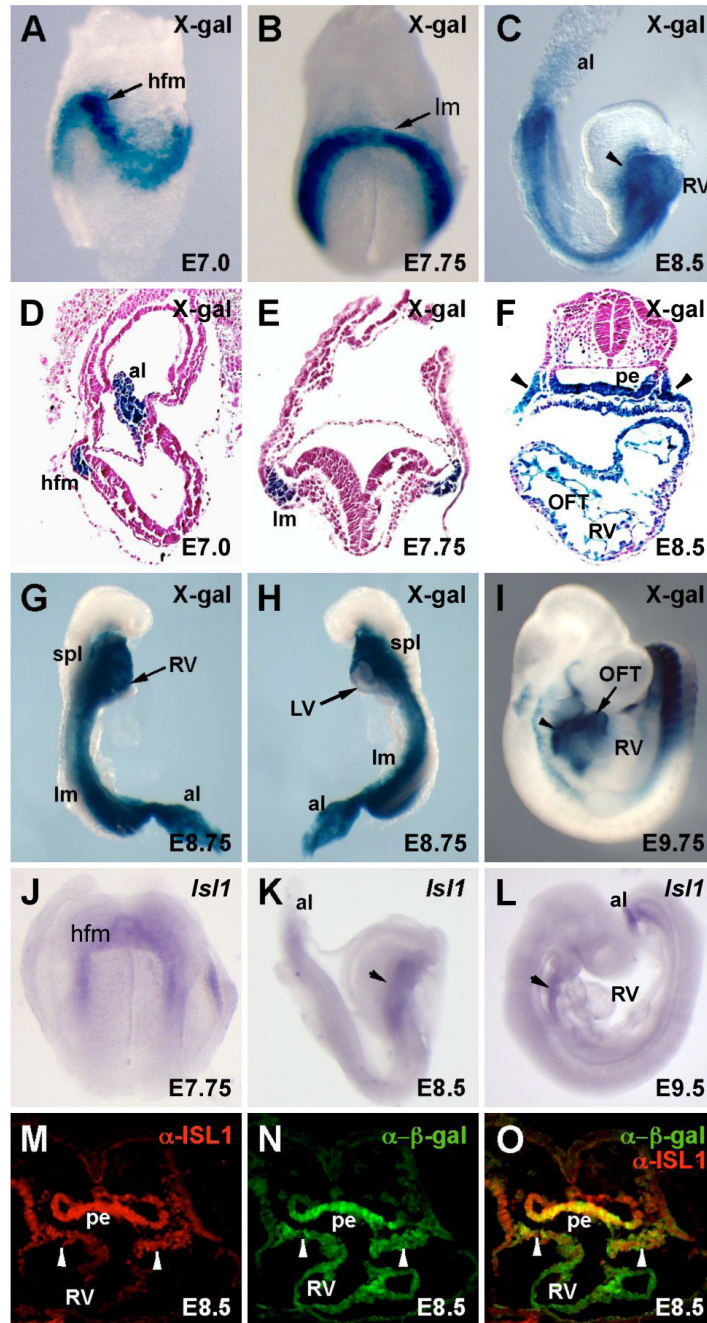 A X-gal
hfm
E7.0
B X-gal
lm
E7.75
C X-gal
al
RV
E8.5
D X-gal
al
hfm
E7.0
E X-gal
lm
E7.75
F X-gal
pe
OFT
RV
E8.5
G X-gal
spl
RV
lm
al
E8.75
H X-gal
spl
LV
lm
al
E8.75
I X-gal
OFT
RV
E9.75
J Isl1
hfm
E7.75
K Isl1
al
E8.5
L Isl1
al
RV
E9.5
M α-ISL1
pe
RV
E8.5
N α-β-gal
pe
RV
E8.5
O α-β-gal
α-ISL1
pe
RV
E8.5